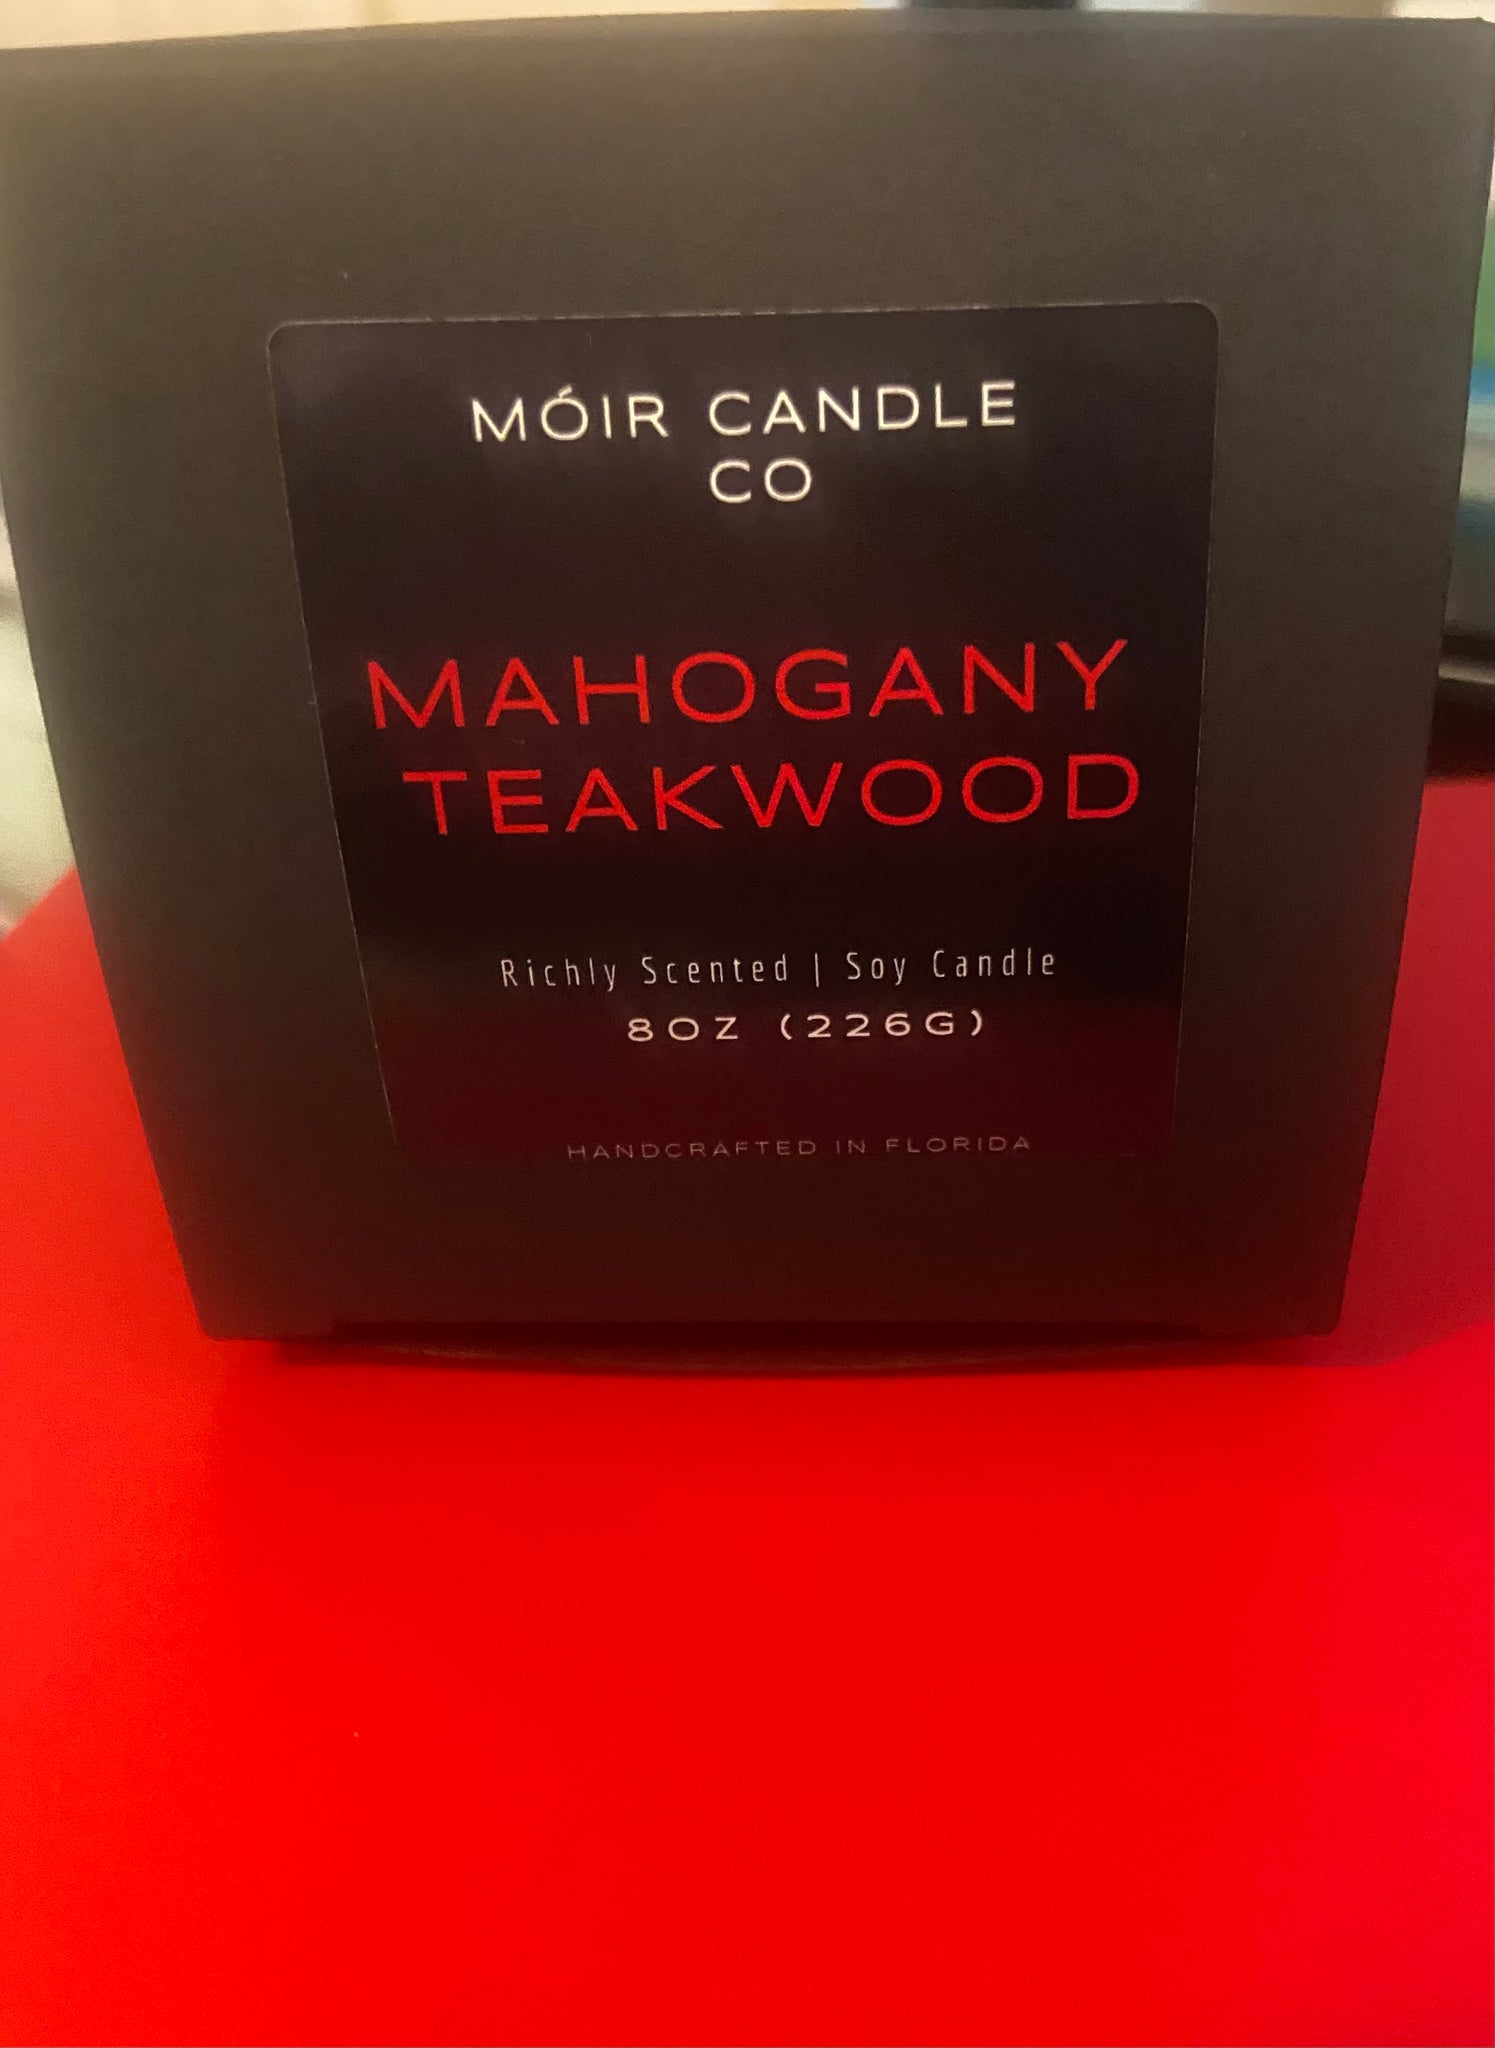 MÓIR CANDLE
CO
MAHOGANY
TEAKWOOD
Richly Scented | Soy Candle
8OZ (226G)
HANDCRAFTED IN FLORIDA